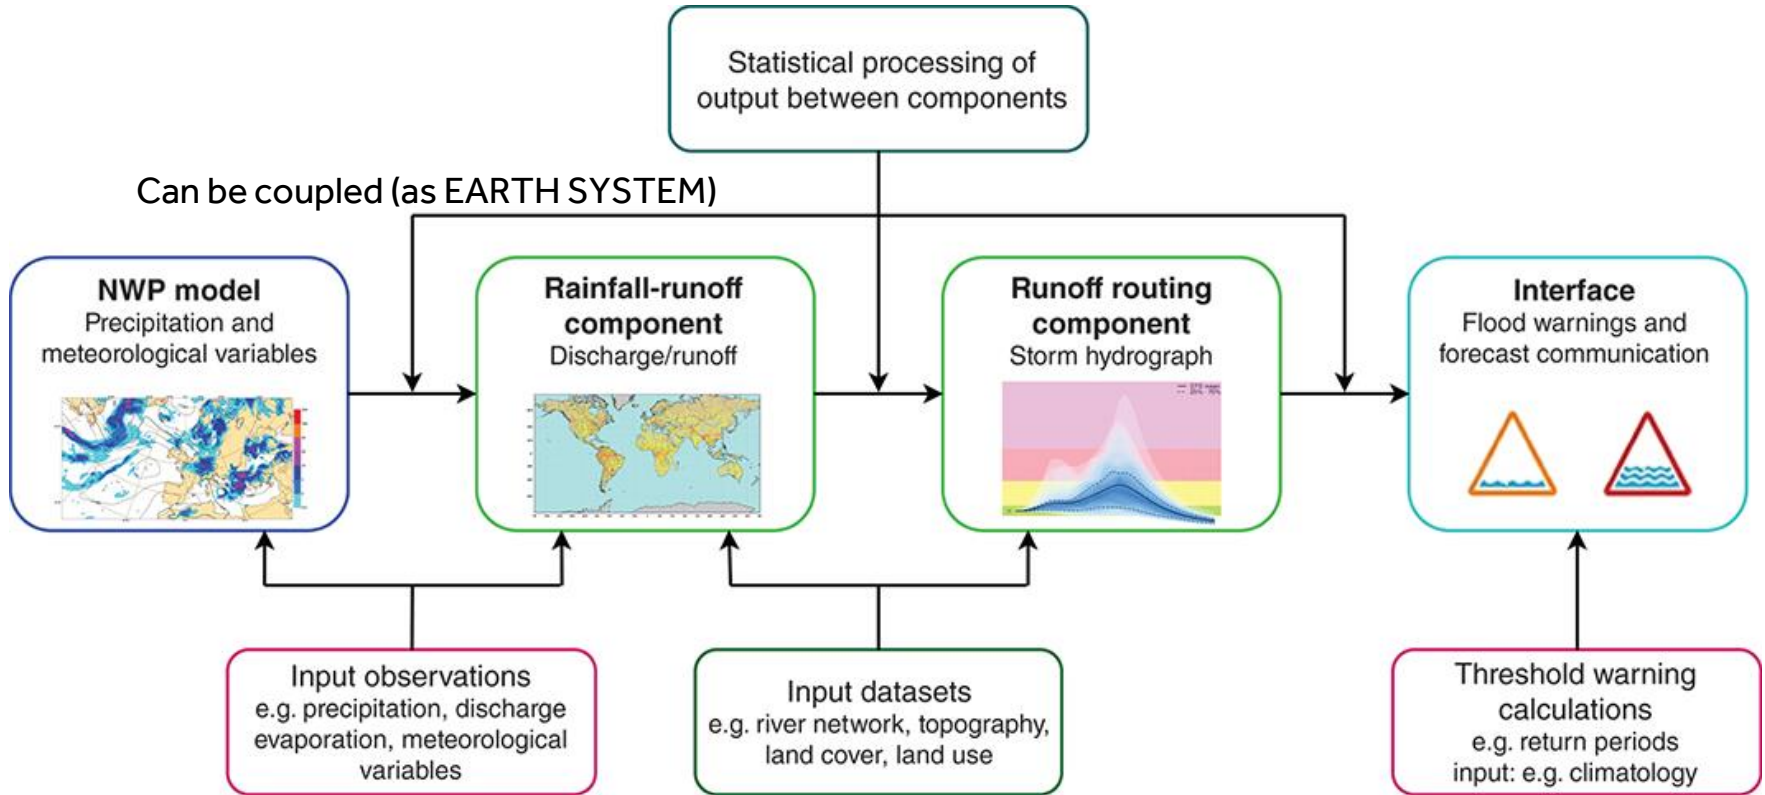 Statistical processing of
output between components
Can be coupled (as EARTH SYSTEM)
NWP model
Precipitation and
meteorological variables
Rainfall-runoff
component
Discharge/runoff
Runoff routing
component
Storm hydrograph
Interface
Flood warnings and
forecast communication
Input observations
e.g. precipitation, discharge
evaporation, meteorological
variables
Input datasets
e.g. river network, topography,
land cover, land use
Threshold warning
calculations
e.g. return periods
input: e.g. climatology